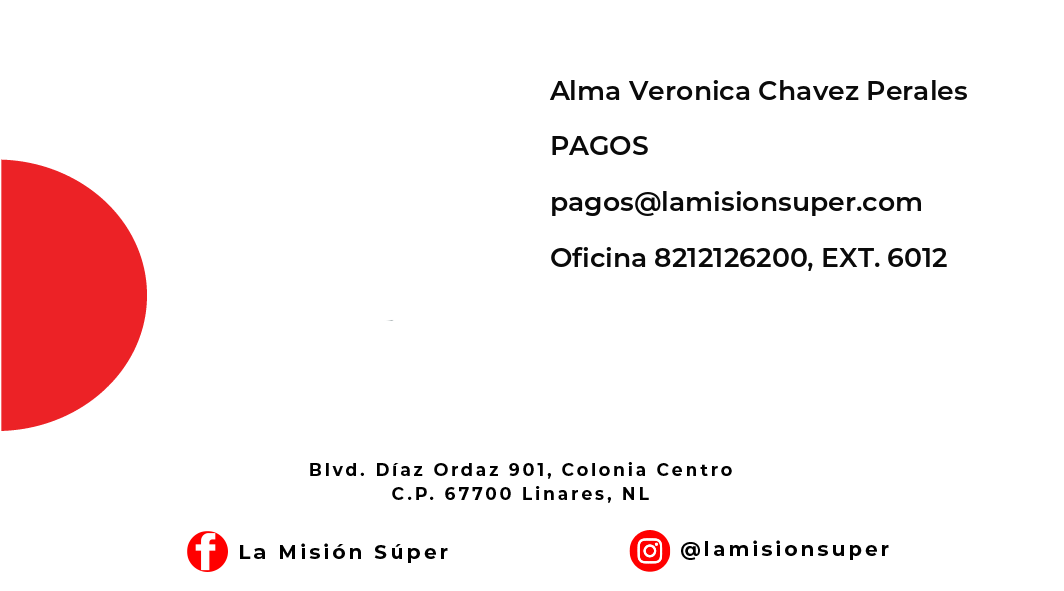 Alma Veronica Chavez Perales
PAGOS
pagos@lamisionsuper.com
Oficina 8212126200, EXT. 6012
Blvd. Díaz Ordaz 901, Colonia Centro
C.P. 67700 Linares, NL
La Misión Súper
@lamisionsuper